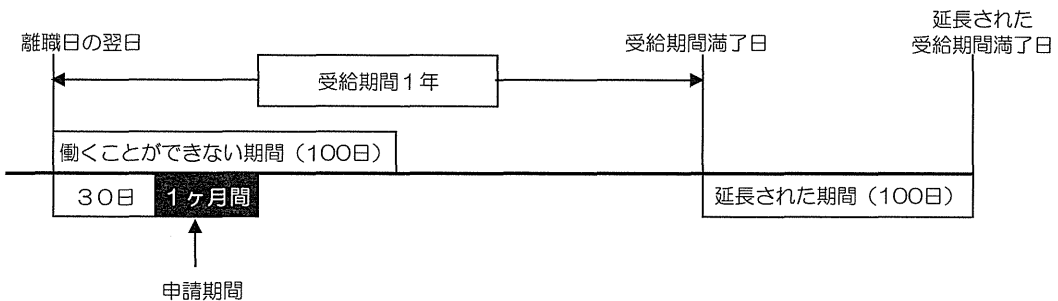 離職日の翌日
受給期間満了日
延長された
受給期間満了日
受給期間１年
働くことができない期間（100日）
３０日
１ヶ月間
延長された期間（100日）
申請期間